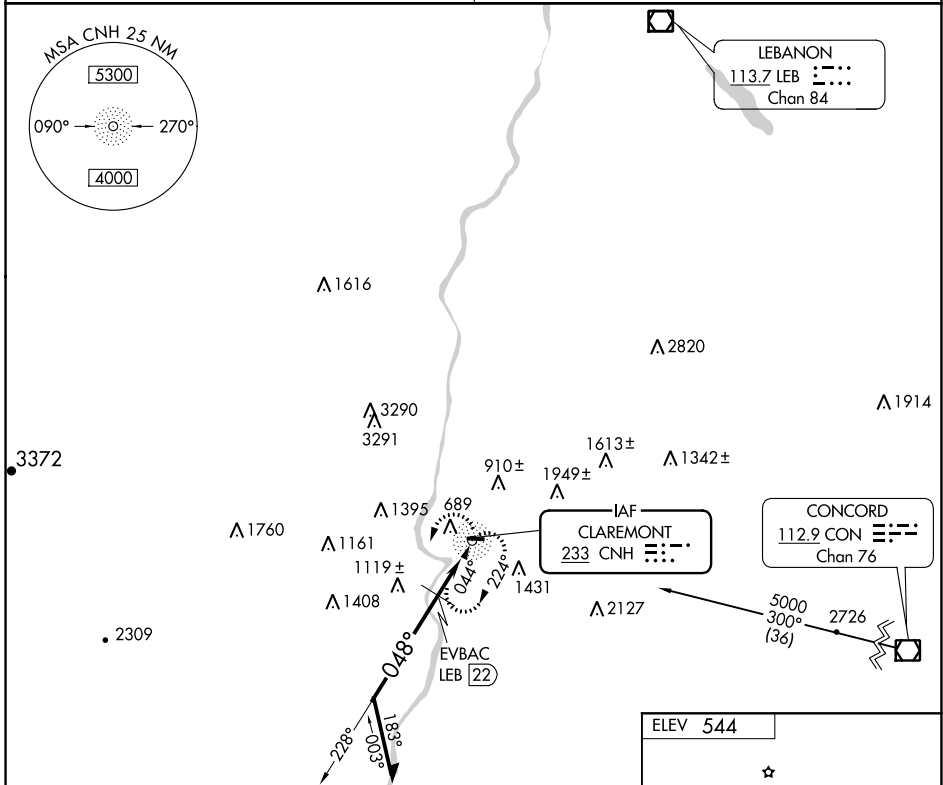 MSA CNH 25 NM
5300
090°
270°
4000
LEBANON
113.7 LEB
Chan 84
1616
2820
3290
3291
1914
3372
1613±
1342±
910±
1949±
1395
689
IAF
CLAREMONT
233 CNH
CONCORD
112.9 CON
Chan 76
1760
1161
1119±
044°
224°
1431
1408
2127
5000
300°
(36)
2726
2309
048°
EVBAC
LEB 22
183°
003°
228°
ELEV 544